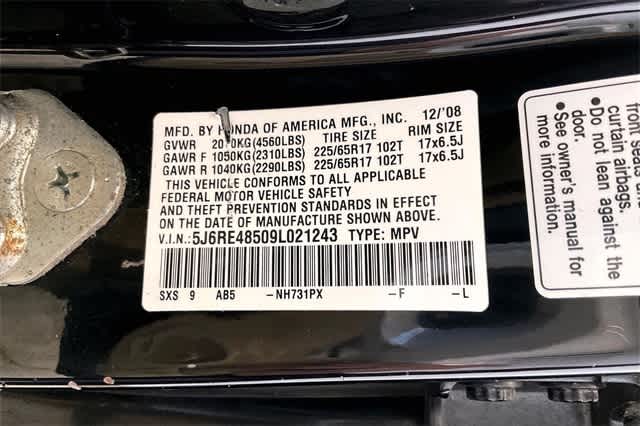 MFD. BY HONDA OF AMERICA MFG., INC. 12/'08
GVWR 2070KG(4560LBS) TIRE SIZE RIM SIZE
GAWR F 1050KG(2310LBS) 225/65R17 102T 17x6.5J
GAWR R 1040KG(2290LBS) 225/65R17 102T 17x6.5J
THIS VEHICLE CONFORMS TO ALL APPLICABLE
FEDERAL MOTOR VEHICLE SAFETY
AND THEFT PREVENTION STANDARDS IN EFFECT
ON THE DATE OF MANUFACTURE SHOWN ABOVE.
V.I.N.:5J6RE48509L021243 TYPE: MPV
SXS 9 AB5 -NH731PX -F -L
from seats
curtain airbags.
•Do not lean against the
door.
•See owner's manual for
more information.